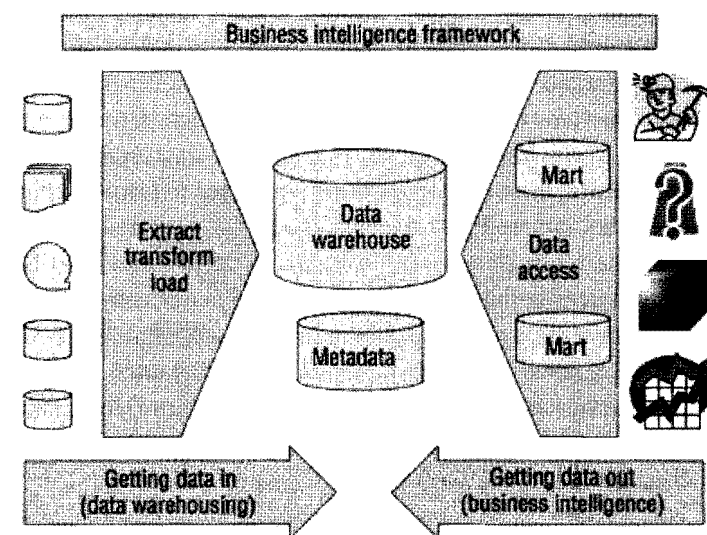 Business intelligence framework
Extract
transform
load
Data
warehouse
Metadata
Mart
Data
access
Mart
Getting data in
(data warehousing)
Getting data out
(business intelligence)